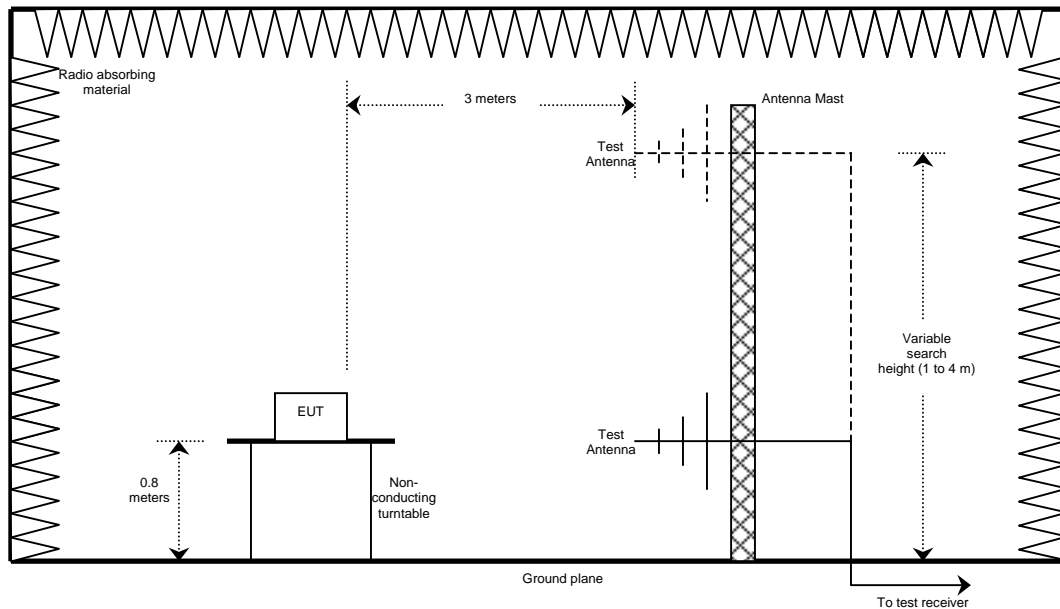 Radio absorbing
material
3 meters
Antenna Mast
Test
Antenna
Variable
search
height (1 to 4 m)
EUT
Test
Antenna
0.8
meters
Non-
conducting
turntable
Ground plane
To test receiver